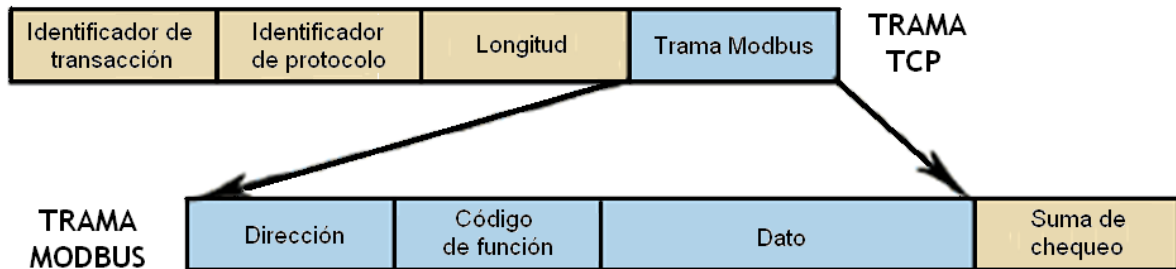 Identificador de
transacción
Identificador
de protocolo
Longitud
Trama Modbus
TRAMA
TCP
TRAMA
MODBUS
Dirección
Código
de función
Dato
Suma de
chequeo